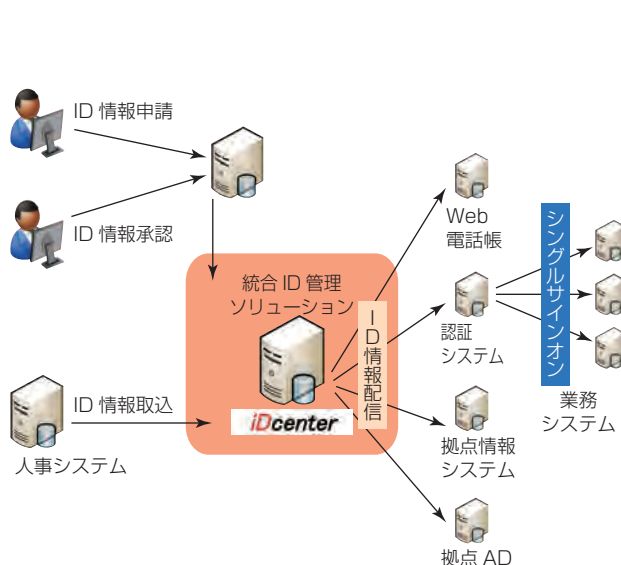 ID 情報申請
ID 情報承認
統合 ID 管理
ソリューション
iDcenter
ID 情報取込
人事システム
ID情報配信
Web
電話帳
認証
システム
拠点情報
システム
拠点 AD
シングルサインオン
業務
システム